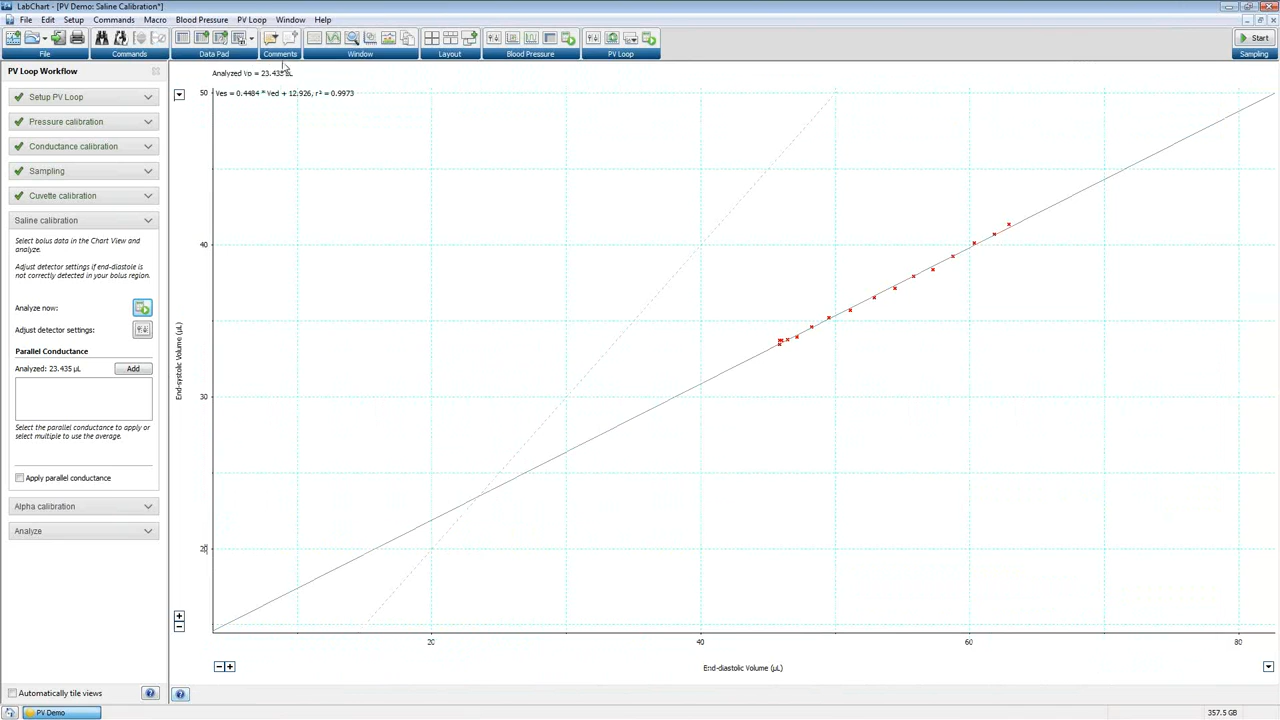 LabChart - [PV Demo: Saline Calibration*]
File Edit Setup Commands Macro Blood Pressure PV Loop Window Help
File Commands Data Pad Comments Window Layout Blood Pressure PV Loop Sampling
Start
PV Loop Workflow
Setup PV Loop
Pressure calibration
Conductance calibration
Sampling
Cuvette calibration
Saline calibration
Select bolus data in the Chart View and
analyze.
Adjust detector settings if end-diastole is
not correctly detected in your bolus region.
Analyze now:
Adjust detector settings:
Parallel Conductance
Analyzed: 23.435 µL
Add
Select the parallel conductance to apply or
select multiple to use the average.
Apply parallel conductance
Alpha calibration
Analyze
Automatically tile views
Analyzed Vp = 23.435 µL
Ves = 0.4484 * Ved + 12.926, r² = 0.9973
50
40
30
20
End-systolic Volume (µL)
20 40 60 80
End-diastolic Volume (µL)
PV Demo
357.5 GB